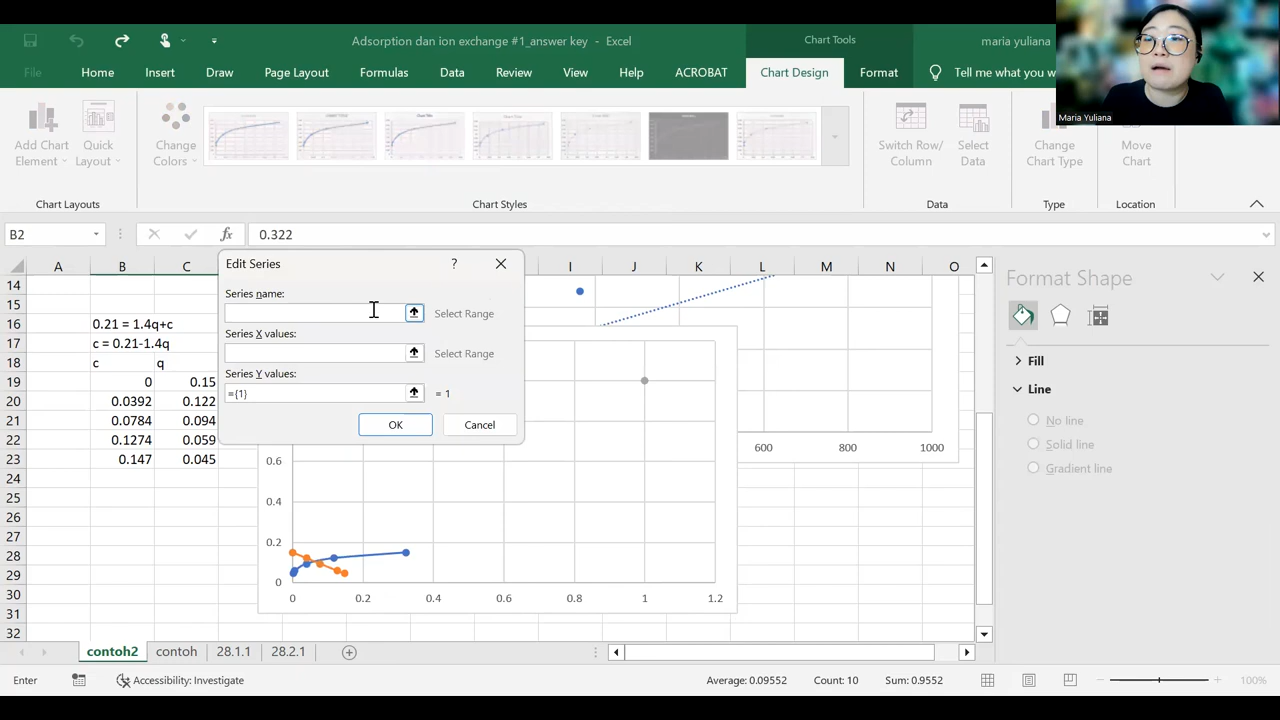 Adsorption dan ion exchange #1_answer key - Excel
Chart Tools
maria yuliana
File
Home
Insert
Draw
Page Layout
Formulas
Data
Review
View
Help
ACROBAT
Chart Design
Format
Tell me what you w
Maria Yuliana
Add Chart
Element
Quick
Layout
Change
Colors
Switch Row/
Column
Select
Data
Change
Chart Type
Move
Chart
Chart Layouts
Chart Styles
Data
Type
Location
B2
fx
0.322
A
B
C
I
J
K
L
M
N
O
Edit Series
?
Series name:
Select Range
Series X values:
Select Range
Series Y values:
={1}
= 1
OK
Cancel
14
15
16
0.21 = 1.4q+c
17
c = 0.21-1.4q
18
c
q
19
0
0.15
20
0.0392
0.122
21
0.0784
0.094
22
0.1274
0.059
23
0.147
0.045
24
25
26
27
28
29
30
31
32
0.6
0.4
0.2
0
0
0.2
0.4
0.6
0.8
1
1.2
600
800
1000
Format Shape
Fill
Line
No line
Solid line
Gradient line
contoh2
contoh
28.1.1
28.2.1
Enter
Accessibility: Investigate
Average: 0.09552
Count: 10
Sum: 0.9552
100%